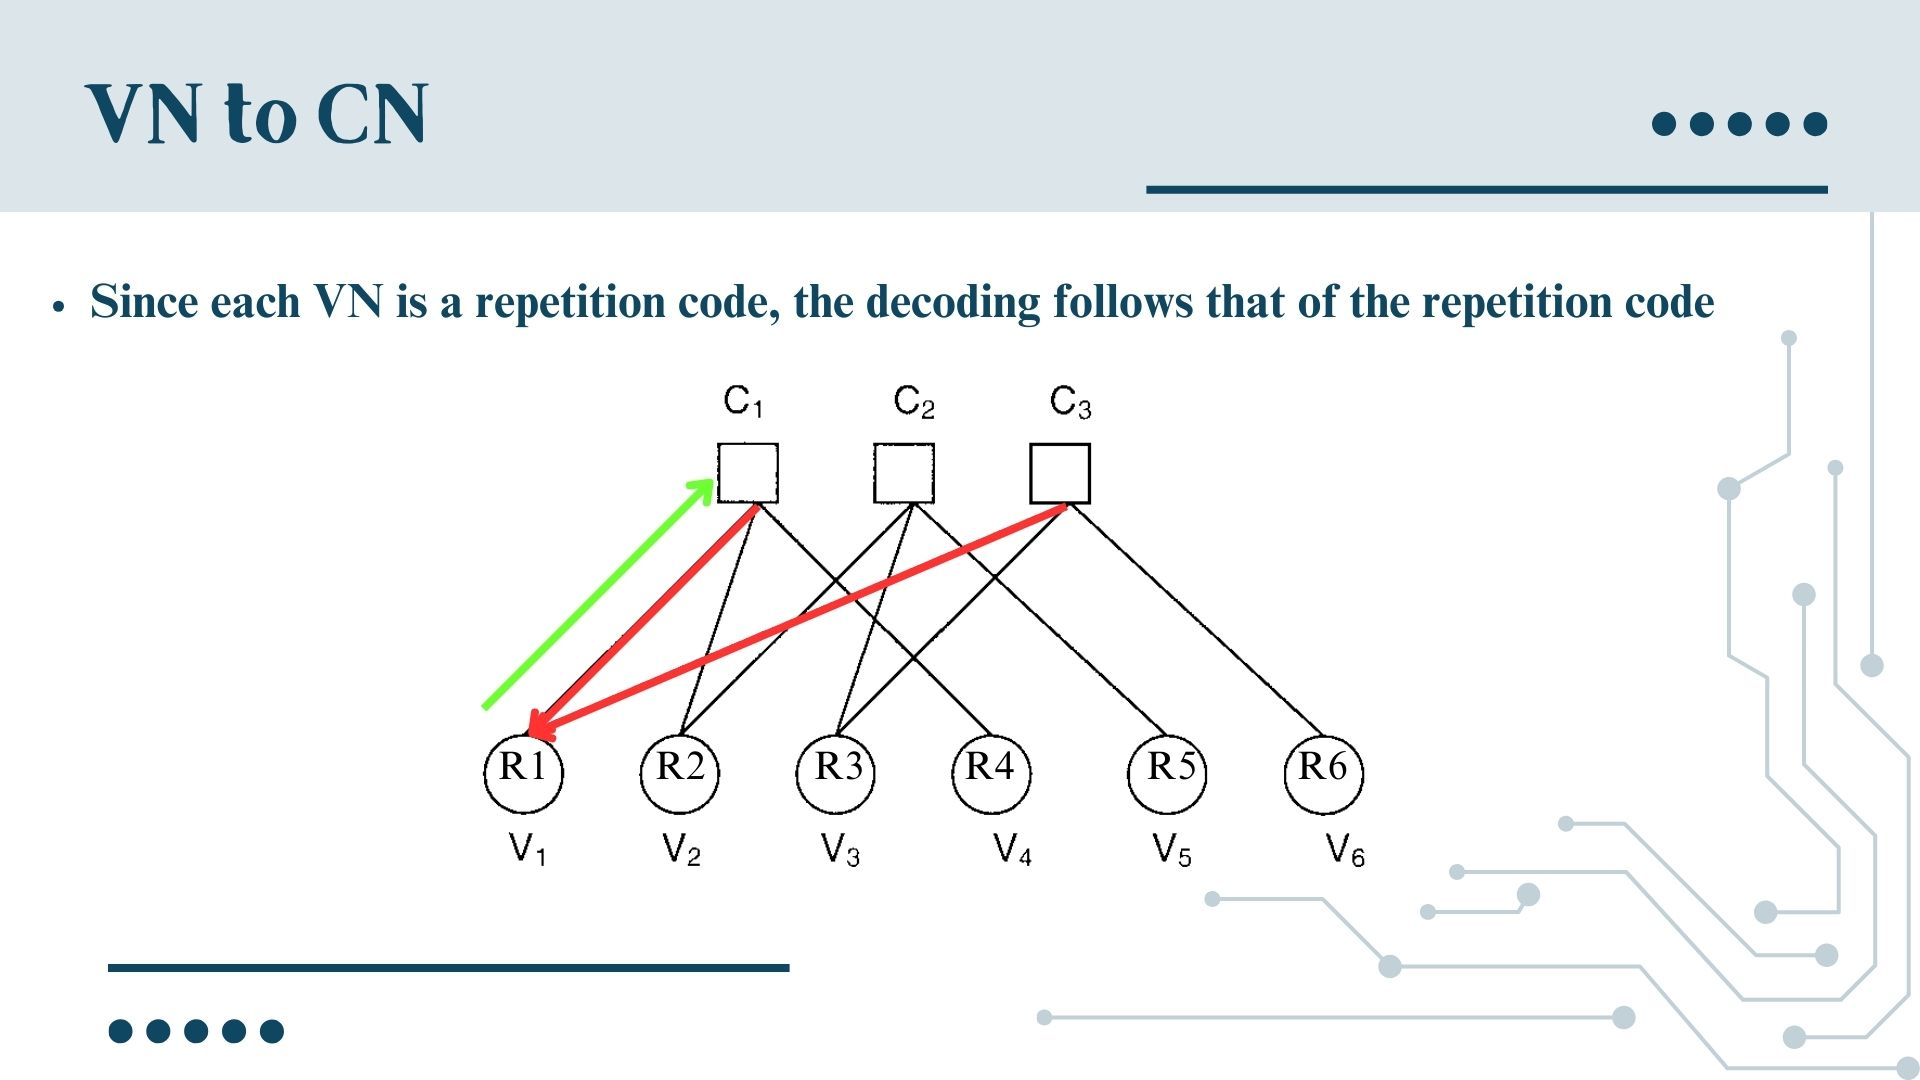 VN to CN
• Since each VN is a repetition code, the decoding follows that of the repetition code
C₁ C₂ C₃
R1 R2 R3 R4 R5 R6
V₁ V₂ V₃ V₄ V₅ V₆